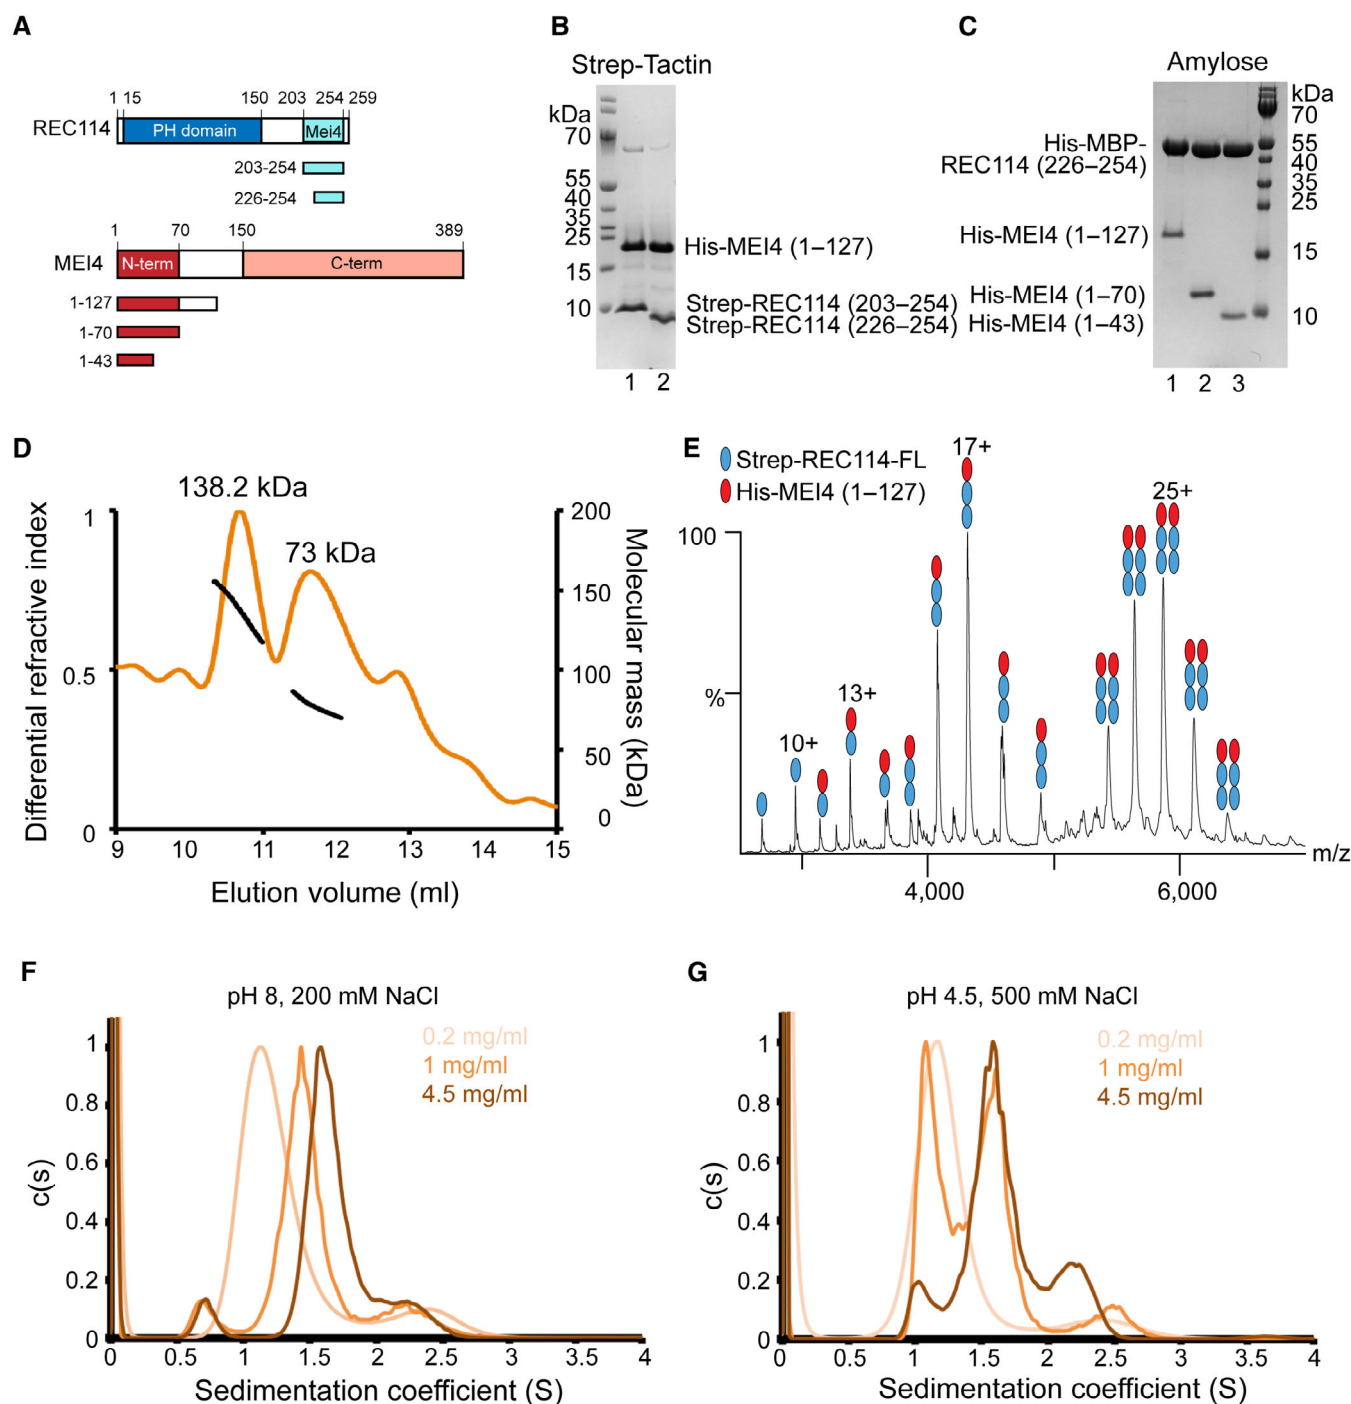 A
1 15 150 203 254 259
REC114 PH domain Mei4
203-254
226-254
1 70 150 389
MEI4 N-term C-term
1-127
1-70
1-43
B
Strep-Tactin
kDa
70
55
40
35
25
15
10
His-MEI4 (1–127)
Strep-REC114 (203–254)
Strep-REC114 (226–254)
1 2
C
Amylose
kDa
70
55
40
35
25
15
10
His-MBP-
REC114 (226–254)
His-MEI4 (1–127)
His-MEI4 (1–70)
His-MEI4 (1–43)
1 2 3
D
138.2 kDa
73 kDa
Differential refractive index
1
0.5
0
Molecular mass (kDa)
200
150
100
50
0
9 10 11 12 13 14 15
Elution volume (ml)
E
Strep-REC114-FL
His-MEI4 (1–127)
17+
25+
13+
10+
100
%
4,000 6,000
m/z
F
pH 8, 200 mM NaCl
0.2 mg/ml
1 mg/ml
4.5 mg/ml
c(s)
1
0.8
0.6
0.4
0.2
0
0 0.5 1 1.5 2 2.5 3 3.5 4
Sedimentation coefficient (S)
G
pH 4.5, 500 mM NaCl
0.2 mg/ml
1 mg/ml
4.5 mg/ml
c(s)
1
0.8
0.6
0.4
0.2
0
0 0.5 1 1.5 2 2.5 3 3.5 4
Sedimentation coefficient (S)